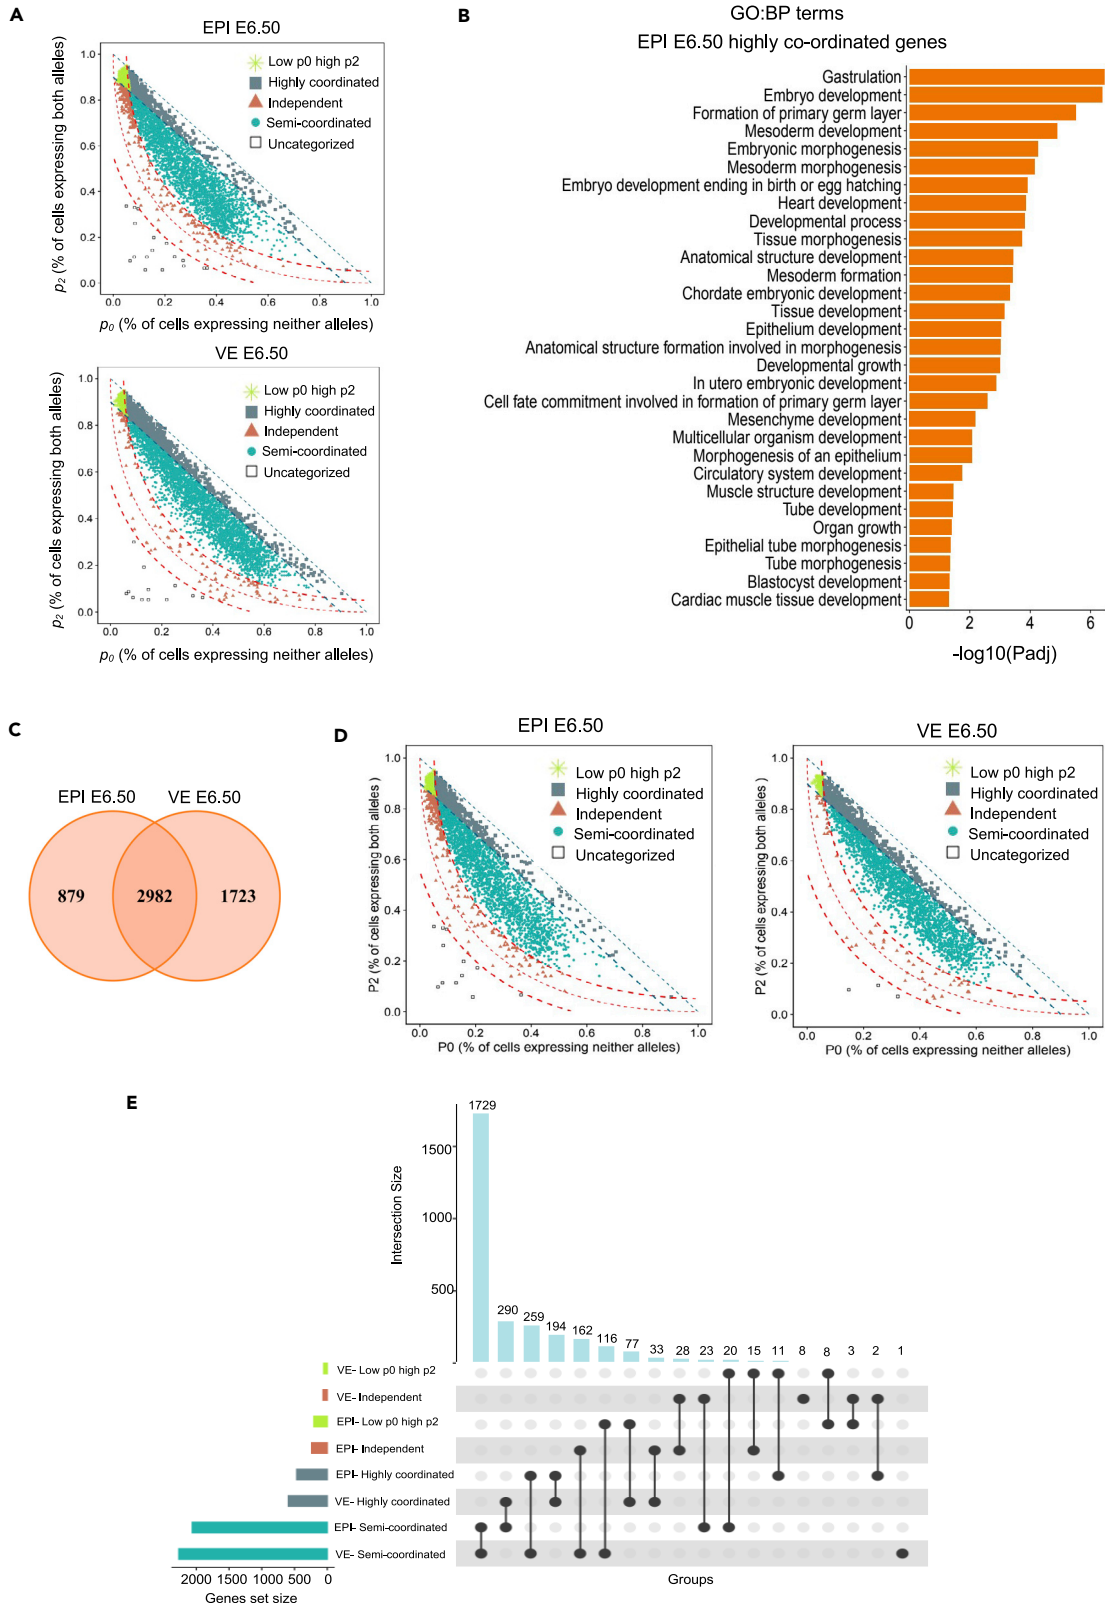 A
EPI E6.50
Low p0 high p2
Highly coordinated
Independent
Semi-coordinated
Uncategorized
p2 (% of cells expressing both alleles)
1.0
0.8
0.6
0.4
0.2
0.0
0.0 0.2 0.4 0.6 0.8 1.0
p0 (% of cells expressing neither alleles)
VE E6.50
Low p0 high p2
Highly coordinated
Independent
Semi-coordinated
Uncategorized
p2 (% of cells expressing both alleles)
1.0
0.8
0.6
0.4
0.2
0.0
0.0 0.2 0.4 0.6 0.8 1.0
p0 (% of cells expressing neither alleles)
B
GO:BP terms
EPI E6.50 highly co-ordinated genes
Gastrulation
Embryo development
Formation of primary germ layer
Mesoderm development
Embryonic morphogenesis
Mesoderm morphogenesis
Embryo development ending in birth or egg hatching
Heart development
Developmental process
Tissue morphogenesis
Anatomical structure development
Mesoderm formation
Chordate embryonic development
Tissue development
Epithelium development
Anatomical structure formation involved in morphogenesis
Developmental growth
In utero embryonic development
Cell fate commitment involved in formation of primary germ layer
Mesenchyme development
Multicellular organism development
Morphogenesis of an epithelium
Circulatory system development
Muscle structure development
Tube development
Organ growth
Epithelial tube morphogenesis
Tube morphogenesis
Blastocyst development
Cardiac muscle tissue development
0 2 4 6
-log10(Padj)
C
EPI E6.50 VE E6.50
879 2982 1723
D
EPI E6.50
Low p0 high p2
Highly coordinated
Independent
Semi-coordinated
Uncategorized
P2 (% of cells expressing both alleles )
1.0
0.8
0.6
0.4
0.2
0.0
0.0 0.2 0.4 0.6 0.8 1.0
P0 (% of cells expressing neither alleles)
VE E6.50
Low p0 high p2
Highly coordinated
Independent
Semi-coordinated
Uncategorized
P2 (% of cells expressing both alleles )
1.0
0.8
0.6
0.4
0.2
0.0
0.0 0.2 0.4 0.6 0.8 1.0
P0 (% of cells expressing neither alleles)
E
Intersection Size
1500
1000
500
1729 290 259 194 162 116 77 33 28 23 20 15 11 8 8 3 2 1
VE- Low p0 high p2
VE- Independent
EPI- Low p0 high p2
EPI- Independent
EPI- Highly coordinated
VE- Highly coordinated
EPI- Semi-coordinated
VE- Semi-coordinated
2000 1500 1000 500 0
Genes set size
Groups